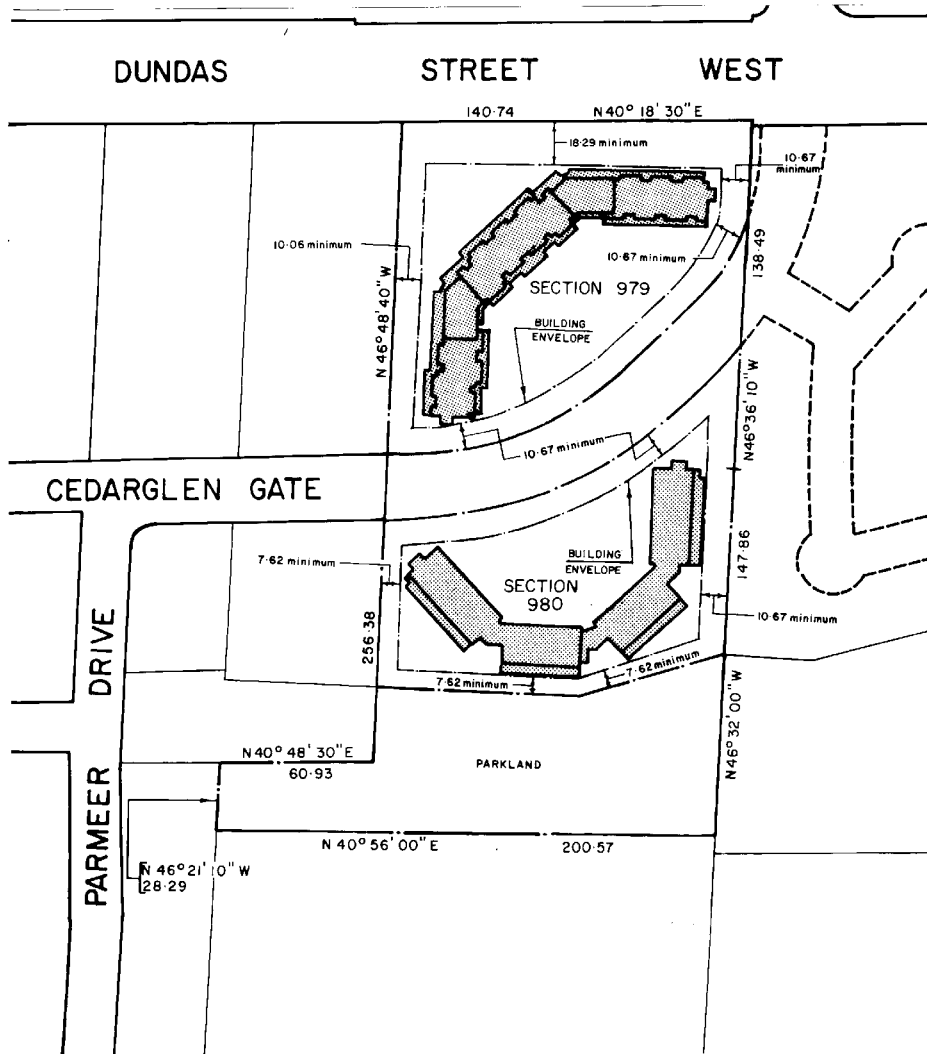 DUNDAS STREET WEST
140·74 N40° 18' 30" E
18·29 minimum
10·67
minimum
10·06 minimum
10·67 minimum
138·49
SECTION 979
N 46° 48' 40" W
BUILDING
ENVELOPE
N46° 36' 10" W
10·67 minimum
CEDARGLEN GATE
7·62 minimum
BUILDING
ENVELOPE
147·86
SECTION
980
10·67 minimum
256·38
PARMEER DRIVE
7·62 minimum
7·62 minimum
N46° 32' 00" W
N 40° 48' 30" E
60·93
PARKLAND
N 40° 56' 00" E 200·57
N 46° 21' 10" W
28·29